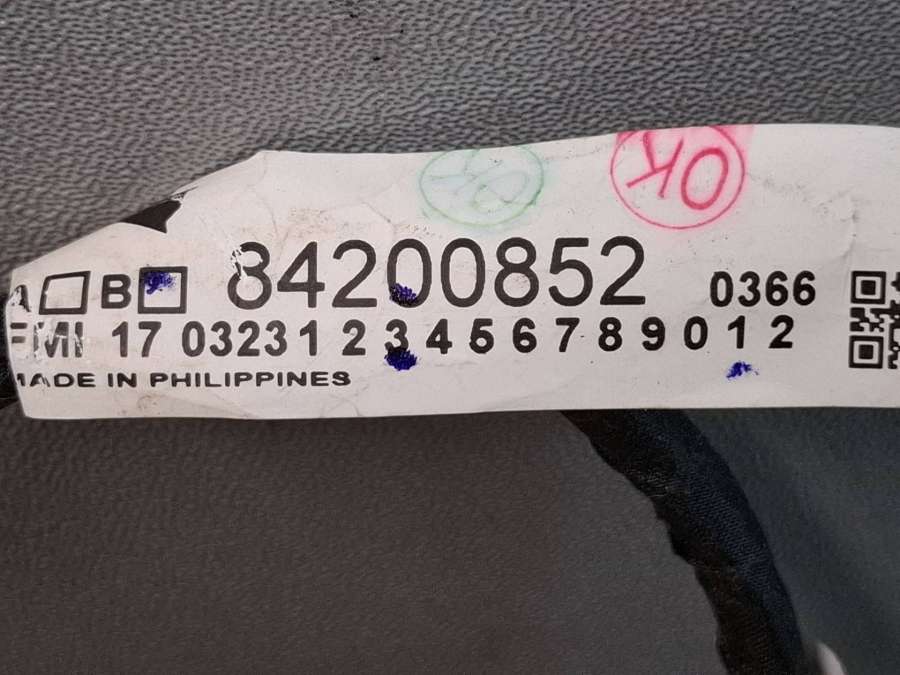 OK
A B 84200852 0366
FMI 17 03231 2 3 4 5 6 7 8 9 0 1 2
MADE IN PHILIPPINES